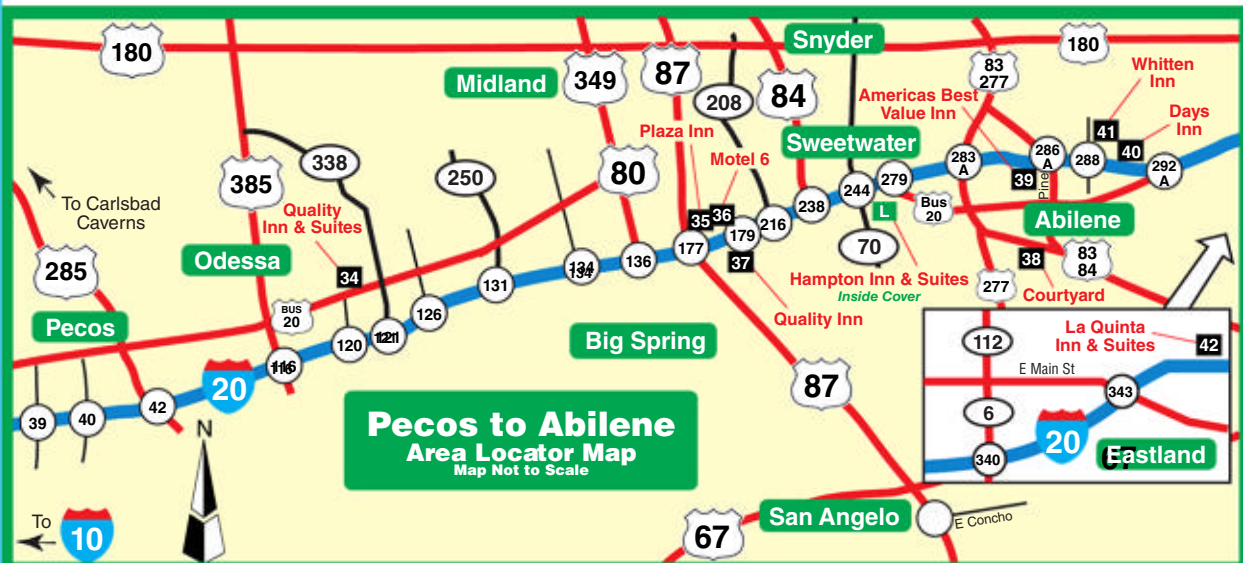 180
Snyder
180
Midland
349
87
84
83
277
Whitten
Inn
208
Americas Best
Value Inn
Days
Inn
Plaza Inn
Sweetwater
41
40
338
385
250
80
Motel 6
283
A
286
A
288
292
A
39
Pine
To Carlsbad
Caverns
Quality
Inn & Suites
34
35
36
179
37
216
238
244
279
L
Bus
20
Abilene
285
Odessa
177
70
Hampton Inn & Suites
Inside Cover
38
83
84
Courtyard
277
Pecos
BUS
20
116
120
121
126
131
134
136
Quality Inn
Big Spring
La Quinta
Inn & Suites
42
112
E Main St
343
6
20
340
Eastland
67
39
40
42
20
87
N
Pecos to Abilene
Area Locator Map
Map Not to Scale
To
10
67
San Angelo
E Concho